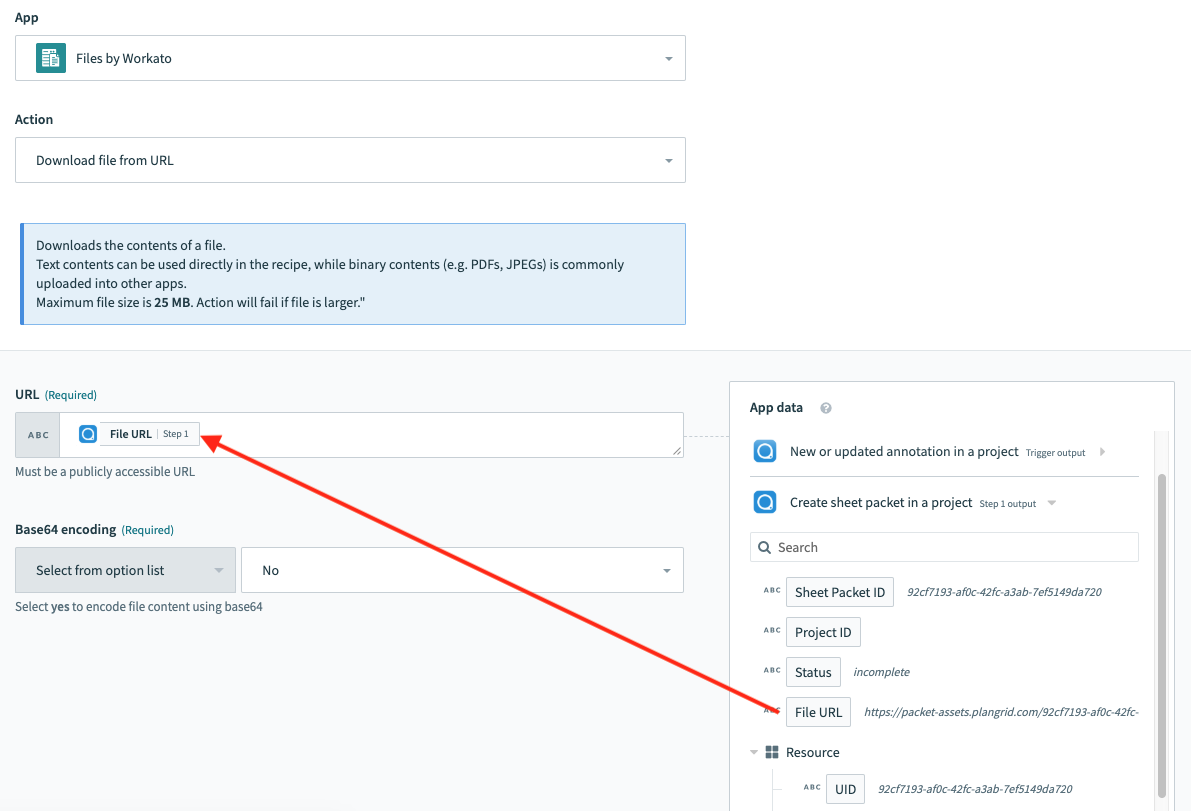 App
Files by Workato
Action
Download file from URL
Downloads the contents of a file.
Text contents can be used directly in the recipe, while binary contents (e.g. PDFs, JPEGs) is commonly
uploaded into other apps.
Maximum file size is 25 MB. Action will fail if file is larger."
URL (Required)
ABC File URL Step 1
Must be a publicly accessible URL
Base64 encoding (Required)
Select from option list No
Select yes to encode file content using base64
App data ?
New or updated annotation in a project Trigger output
Create sheet packet in a project Step 1 output
Search
ABC Sheet Packet ID 92cf7193-af0c-42fc-a3ab-7ef5149da720
ABC Project ID
ABC Status incomplete
ABC File URL https://packet-assets.plangrid.com/92cf7193-af0c-42fc-
Resource
ABC UID 92cf7193-af0c-42fc-a3ab-7ef5149da720